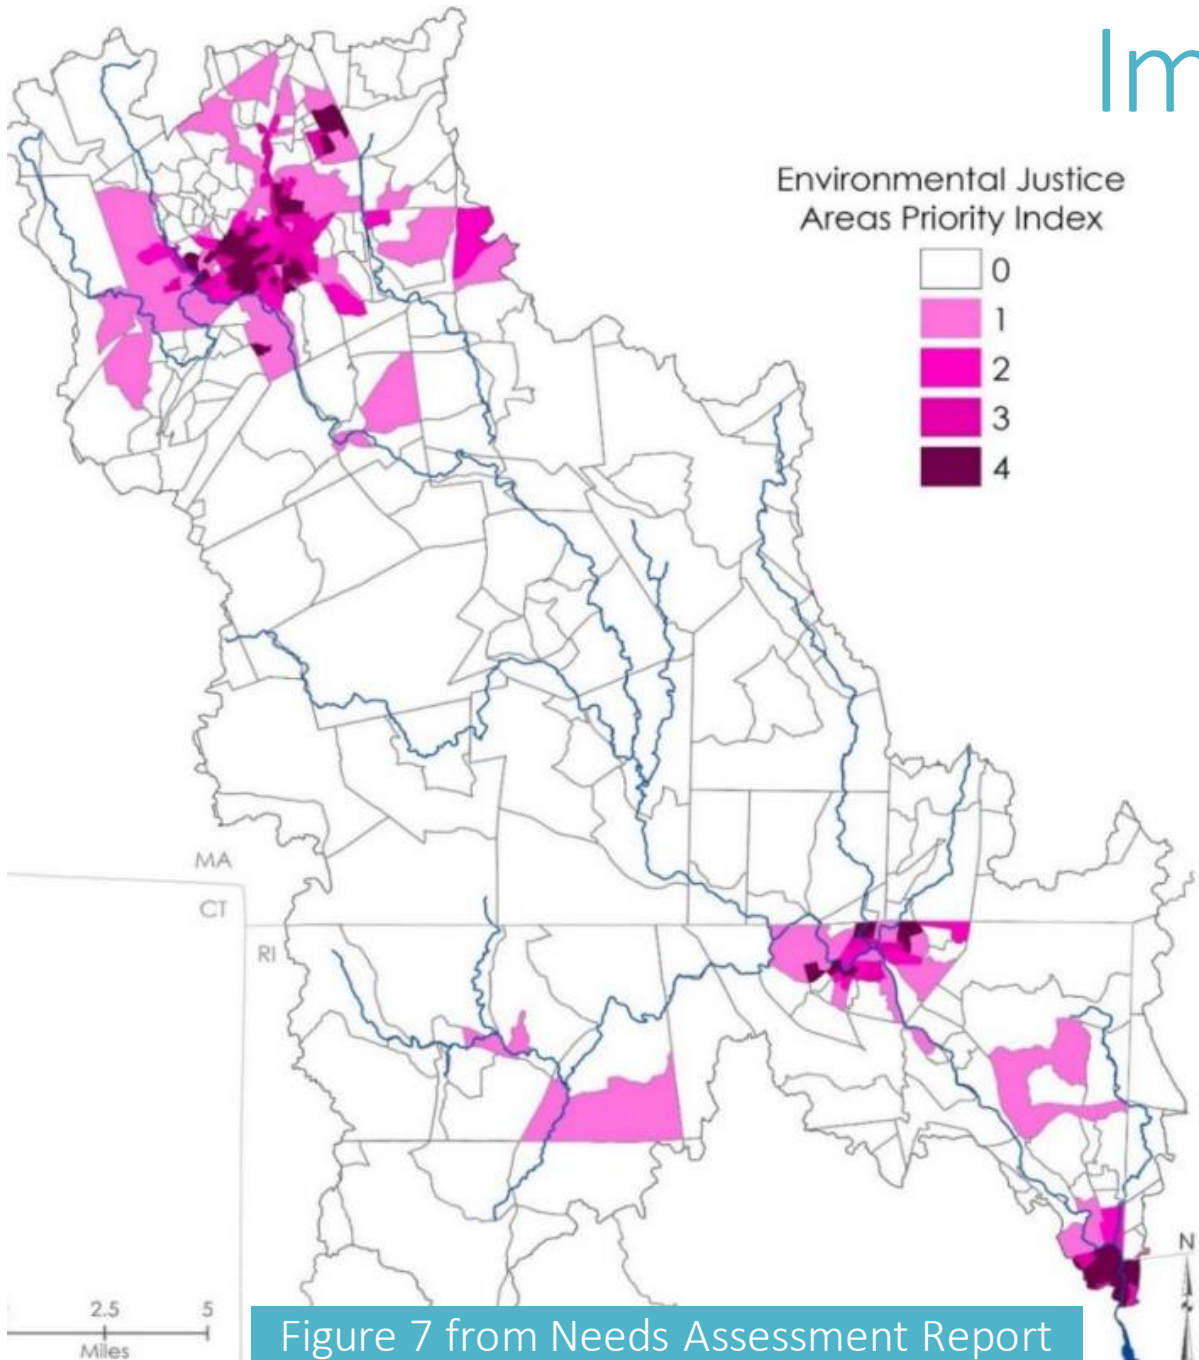 Im
Environmental Justice
Areas Priority Index
0
1
2
3
4
MA
CT
RI
N
2.5 5
Miles
Figure 7 from Needs Assessment Report